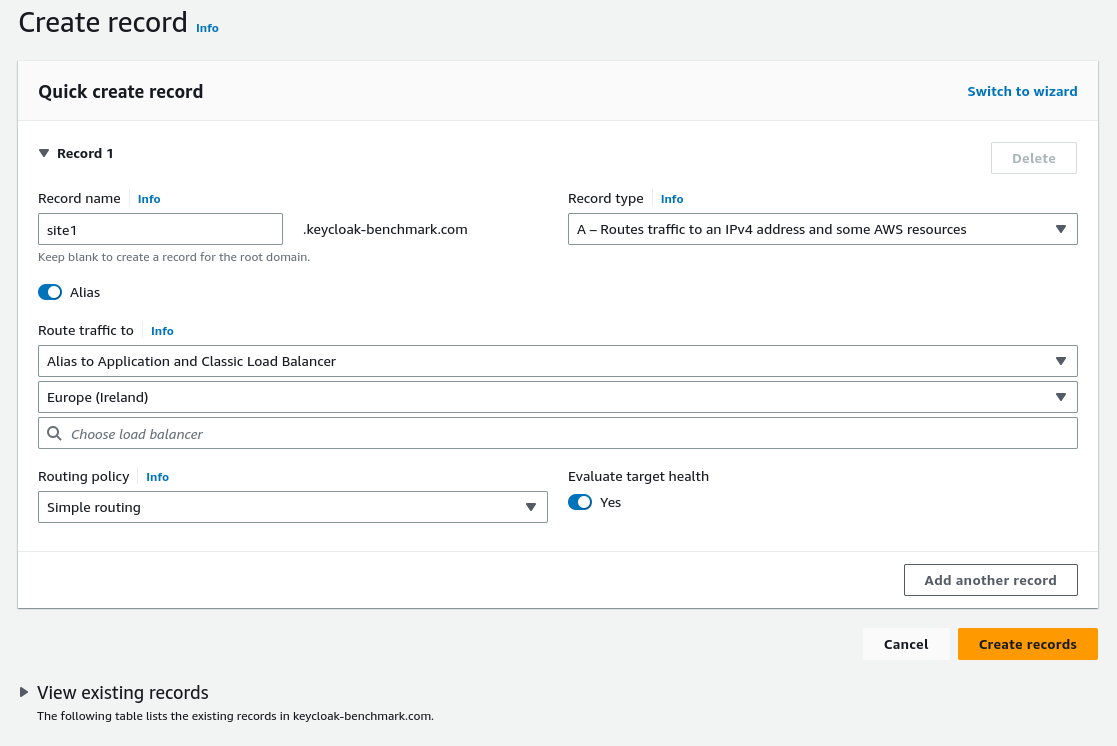 Create record Info
Quick create record
Switch to wizard
Record 1
Delete
Record name Info
Record type Info
site1
.keycloak-benchmark.com
A – Routes traffic to an IPv4 address and some AWS resources
Keep blank to create a record for the root domain.
Alias
Route traffic to Info
Alias to Application and Classic Load Balancer
Europe (Ireland)
Choose load balancer
Routing policy Info
Evaluate target health
Simple routing
Yes
Add another record
Cancel
Create records
View existing records
The following table lists the existing records in keycloak-benchmark.com.